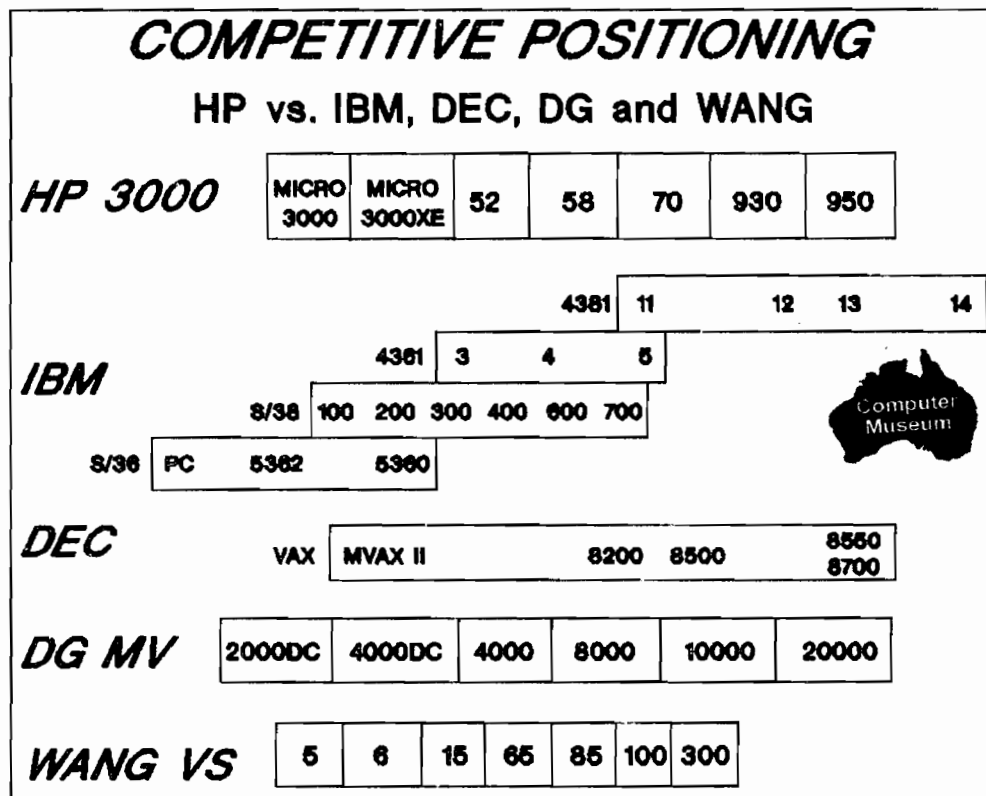 COMPETITIVE POSITIONING
HP vs. IBM, DEC, DG and WANG
HP 3000
MICRO 3000
MICRO 3000XE
52
58
70
930
950
IBM
4381 11 12 13 14
4361 3 4 5
S/38 100 200 300 400 600 700
S/36 PC 5362 5360
Computer
Museum
DEC
VAX MVAX II 8200 8500 8550
8700
DG MV 2000DC 4000DC 4000 8000 10000 20000
WANG VS 5 6 15 65 85 100 300